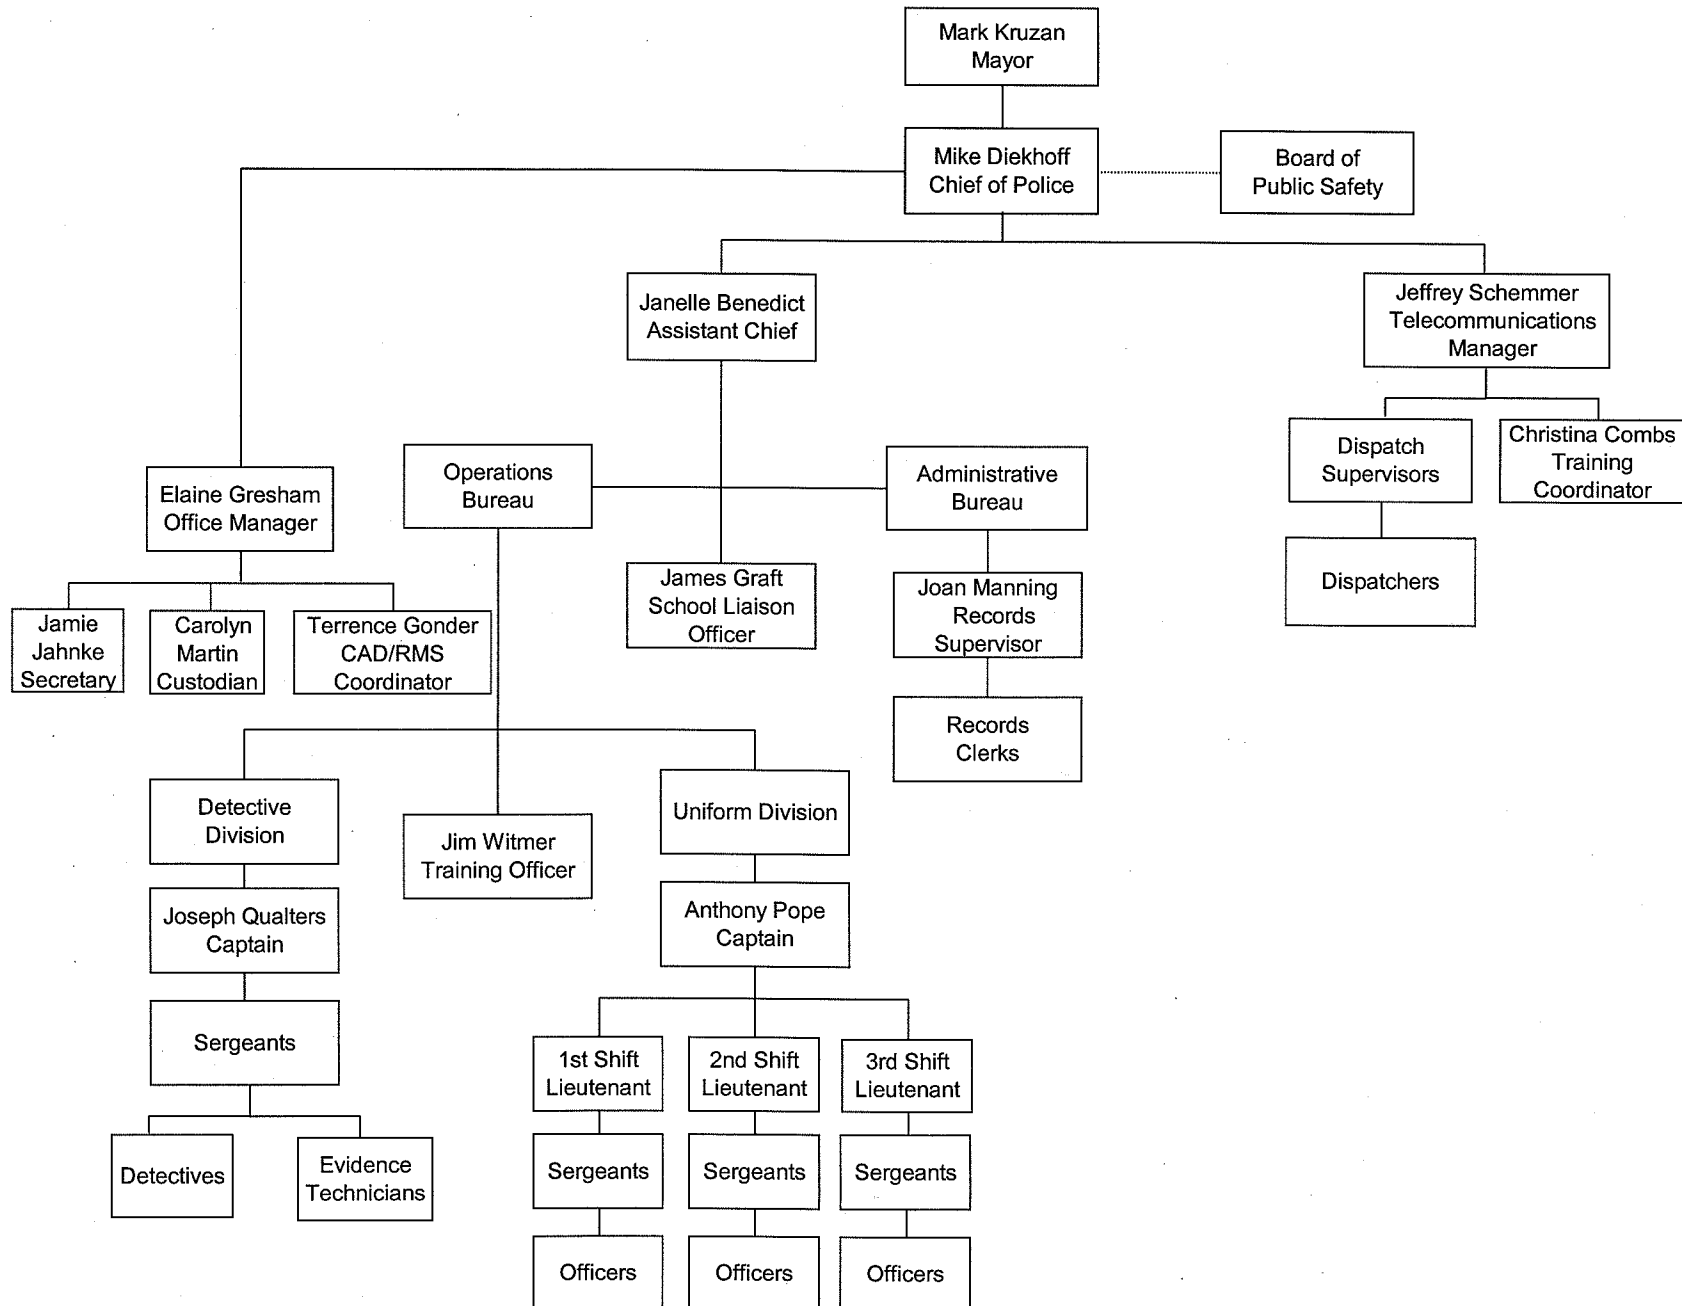 Mark Kruzan
Mayor
Mike Diekhoff
Chief of Police
Board of
Public Safety
Janelle Benedict
Assistant Chief
Jeffrey Schemmer
Telecommunications
Manager
Elaine Gresham
Office Manager
Operations
Bureau
Administrative
Bureau
Dispatch
Supervisors
Christina Combs
Training
Coordinator
Dispatchers
Jamie
Jahnke
Secretary
Carolyn
Martin
Custodian
Terrence Gonder
CAD/RMS
Coordinator
James Graft
School Liaison
Officer
Joan Manning
Records
Supervisor
Records
Clerks
Detective
Division
Jim Witmer
Training Officer
Uniform Division
Joseph Qualters
Captain
Anthony Pope
Captain
Sergeants
1st Shift
Lieutenant
2nd Shift
Lieutenant
3rd Shift
Lieutenant
Detectives
Evidence
Technicians
Sergeants
Sergeants
Sergeants
Officers
Officers
Officers